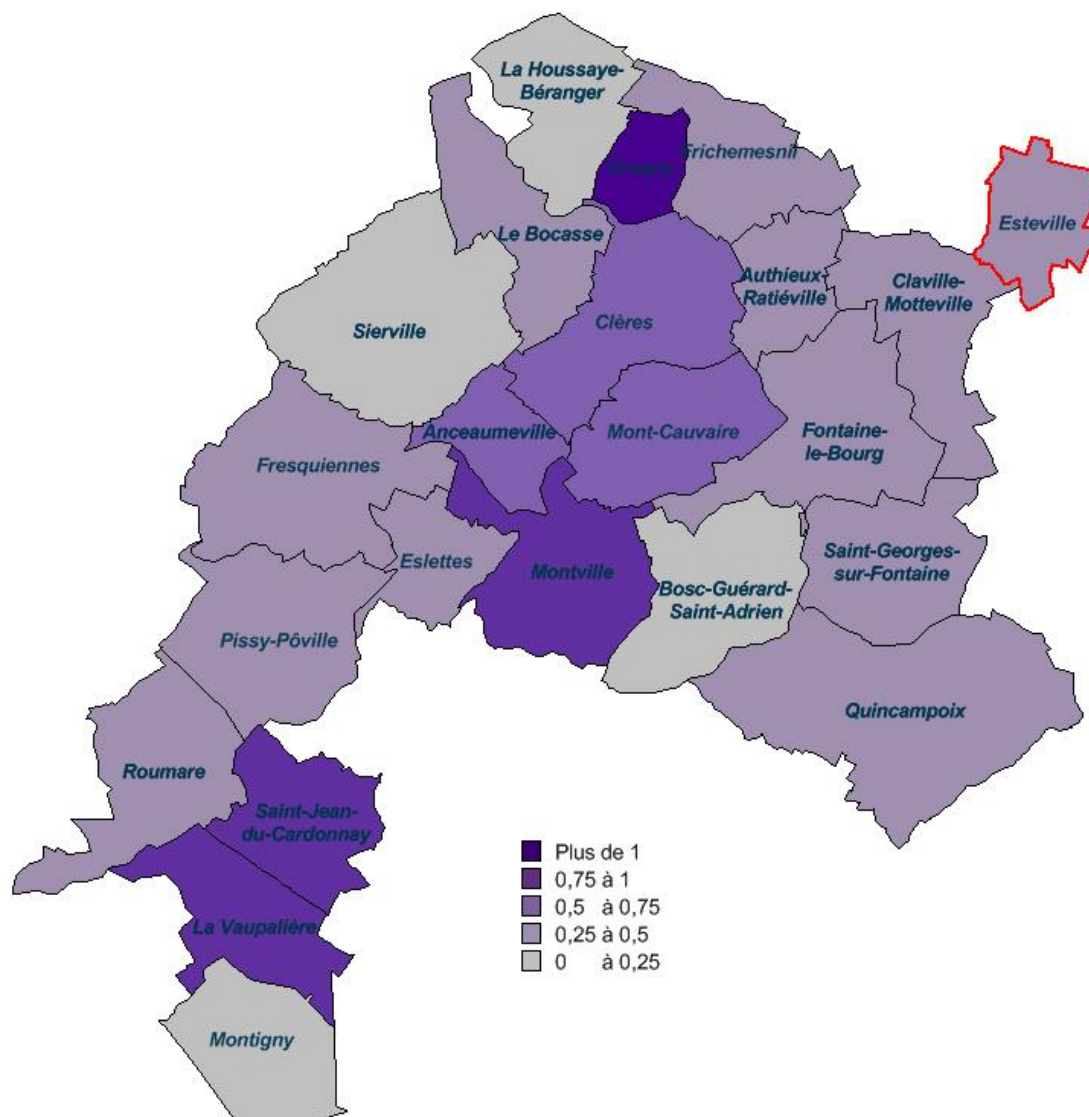 La Houssaye-
Béranger
Frichemesnil
Esteville
Le Bocasse
Authieux-
Ratiéville
Claville-
Motteville
Sierville
Clères
Anceaumeville
Mont-Cauvaire
Fontaine-
le-Bourg
Fresquiennes
Eslettes
Montville
Saint-Georges-
sur-Fontaine
Bosc-Guérard-
Saint-Adrien
Pissy-Pôville
Quincampoix
Roumare
Saint-Jean-
du-Cardonnay
La Vaupalière
Montigny
Plus de 1
0,75 à 1
0,5 à 0,75
0,25 à 0,5
0 à 0,25